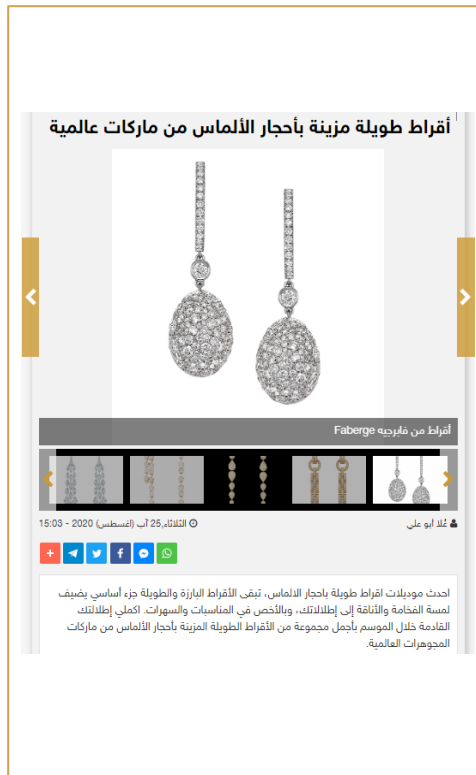 أقراط طويلة مزينة بأحجار الألماس من ماركات عالمية
أقراط من فابرجيه Faberge
عُلا أبو علي
الثلاثاء,25 آب (اغسطس) 2020 - 15:03
احدث موديلات اقراط طويلة باحجار الالماس، تبقى الأقراط البارزة والطويلة جزء أساسي يضيف
لمسة الفخامة والأناقة إلى إطلالاتك، وبالأخص في المناسبات والسهرات. اكملي إطلالتك
القادمة خلال الموسم بأجمل مجموعة من الأقراط الطويلة المزينة بأحجار الألماس من ماركات
المجوهرات العالمية.